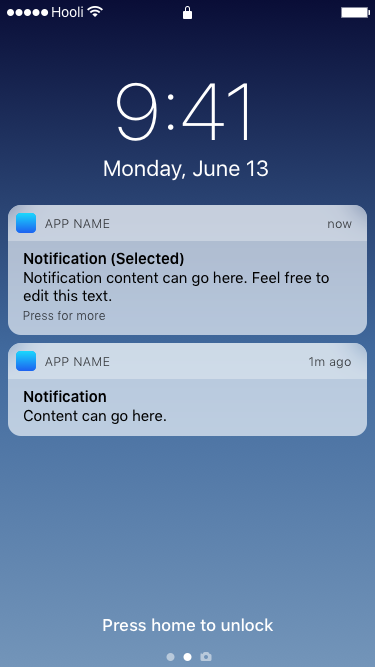 Hooli
9:41
Monday, June 13
APP NAME now
Notification (Selected)
Notification content can go here. Feel free to
edit this text.
Press for more
APP NAME 1m ago
Notification
Content can go here.
Press home to unlock